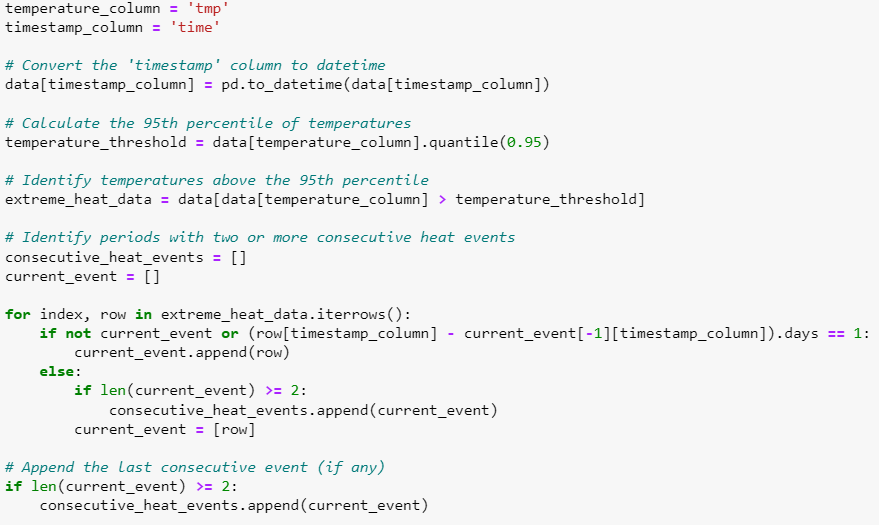 temperature_column = 'tmp'
timestamp_column = 'time'

# Convert the 'timestamp' column to datetime
data[timestamp_column] = pd.to_datetime(data[timestamp_column])

# Calculate the 95th percentile of temperatures
temperature_threshold = data[temperature_column].quantile(0.95)

# Identify temperatures above the 95th percentile
extreme_heat_data = data[data[temperature_column] > temperature_threshold]

# Identify periods with two or more consecutive heat events
consecutive_heat_events = []
current_event = []

for index, row in extreme_heat_data.iterrows():
    if not current_event or (row[timestamp_column] - current_event[-1][timestamp_column]).days == 1:
        current_event.append(row)
    else:
        if len(current_event) >= 2:
            consecutive_heat_events.append(current_event)
        current_event = [row]

# Append the last consecutive event (if any)
if len(current_event) >= 2:
    consecutive_heat_events.append(current_event)